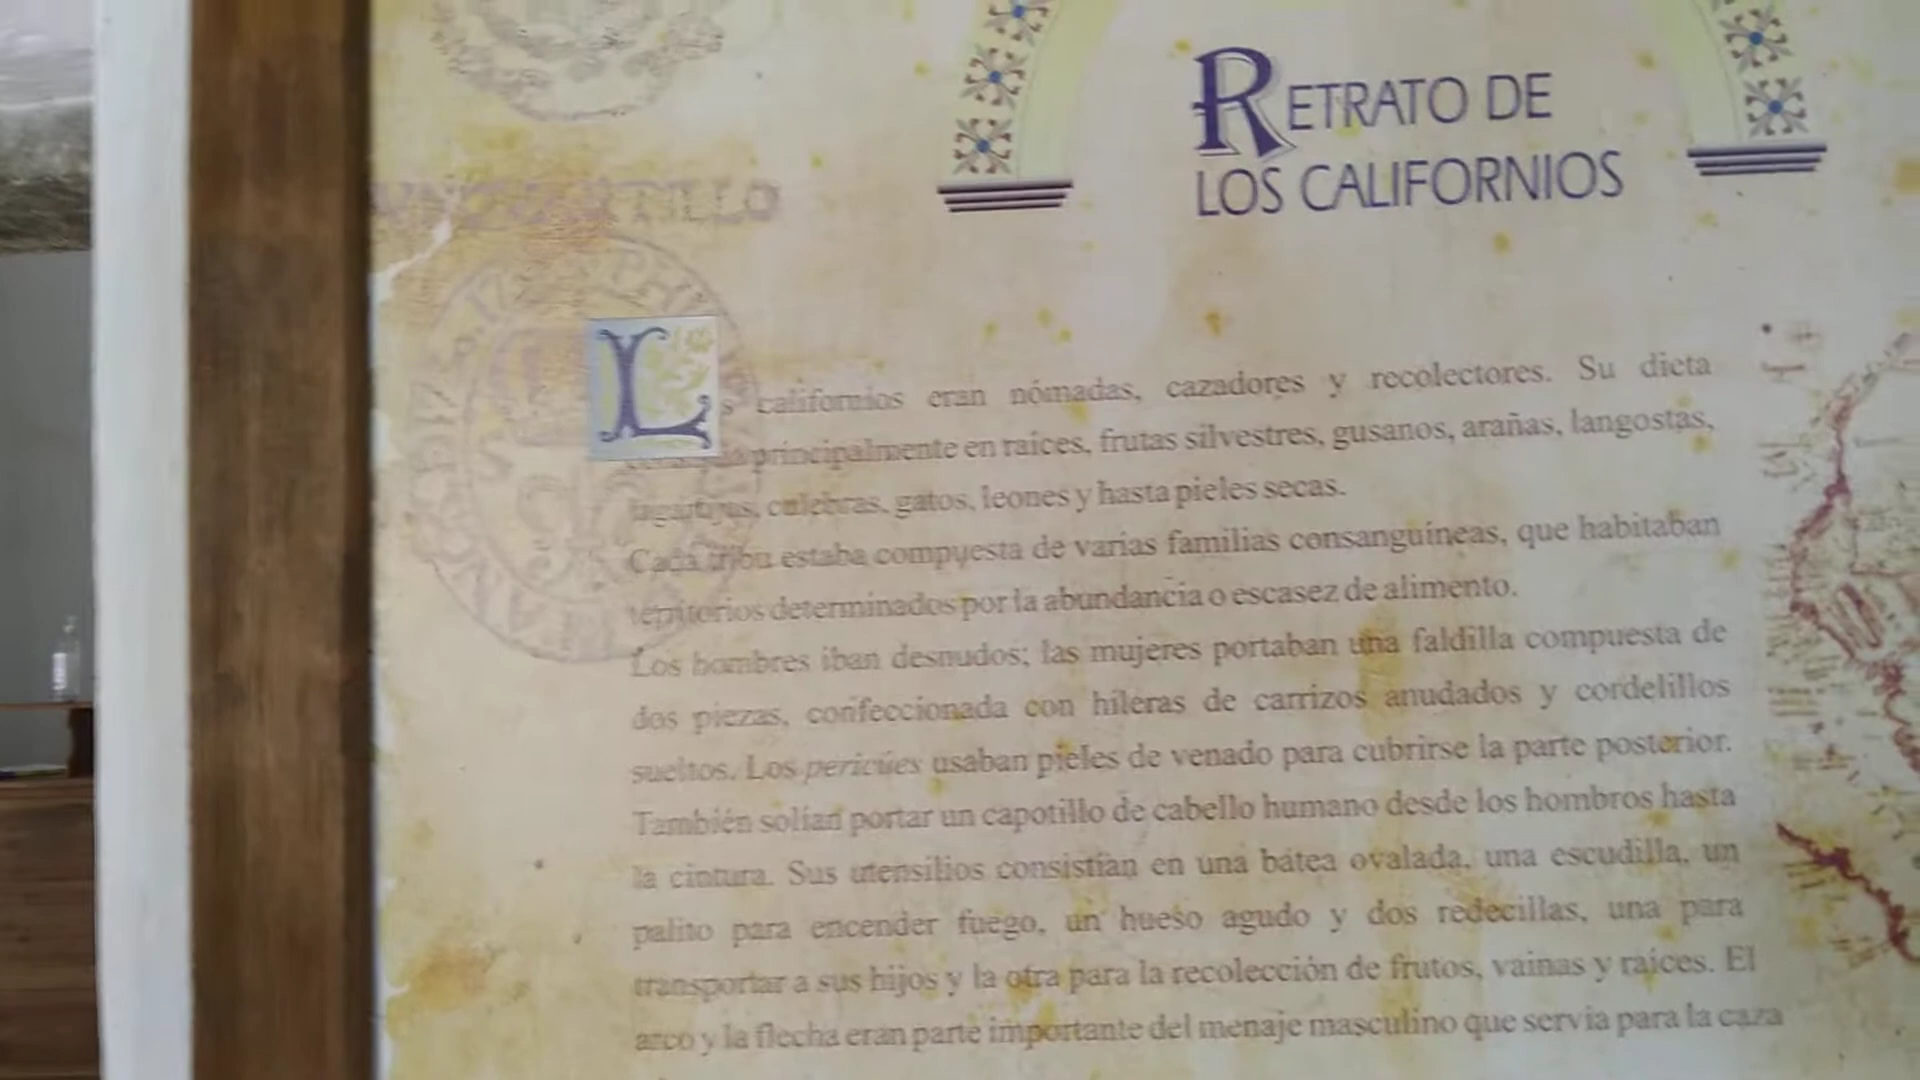 RETRATO DE
LOS CALIFORNIOS
L s californios eran nómadas, cazadores y recolectores. Su dieta
principalmente en raíces, frutas silvestres, gusanos, arañas, langostas,
culebras, gatos, leones y hasta pieles secas.
Cada tribu estaba compuesta de varias familias consanguíneas, que habitaban
territorios determinados por la abundancia o escasez de alimento.
Los hombres iban desnudos; las mujeres portaban una faldilla compuesta de
dos piezas, confeccionada con hileras de carrizos anudados y cordelillos
sueltos. Los pericúes usaban pieles de venado para cubrirse la parte posterior.
También solían portar un capotillo de cabello humano desde los hombros hasta
la cintura. Sus utensilios consistían en una bátea ovalada, una escudilla, un
palito para encender fuego, un hueso agudo y dos redecillas, una para
transportar a sus hijos y la otra para la recolección de frutos, vainas y raíces. El
arco y la flecha eran parte importante del menaje masculino que servía para la caza